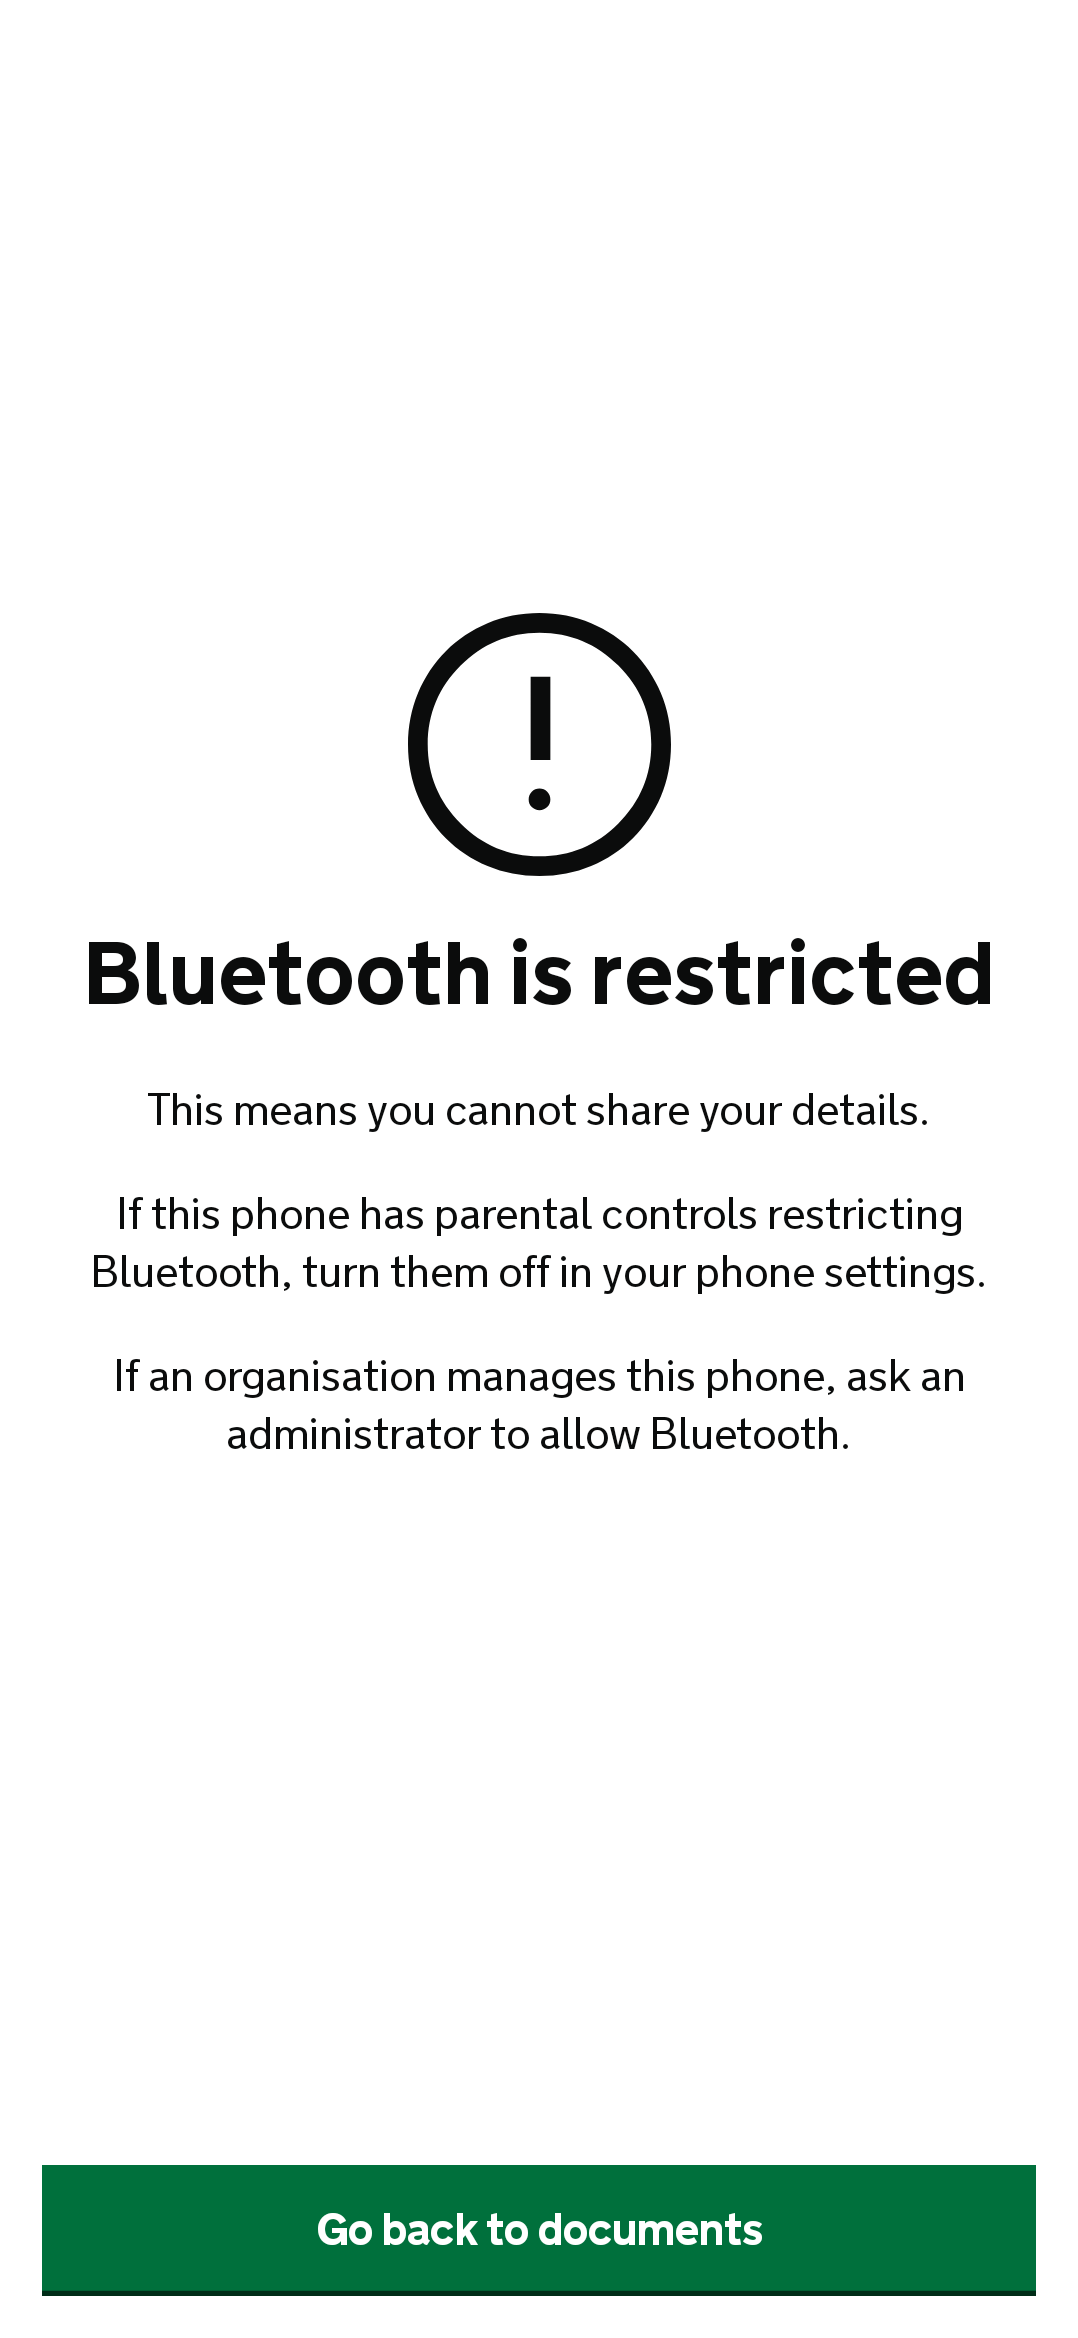 Bluetooth is restricted
This means you cannot share your details.
If this phone has parental controls restricting
Bluetooth, turn them off in your phone settings.
If an organisation manages this phone, ask an
administrator to allow Bluetooth.
Go back to documents